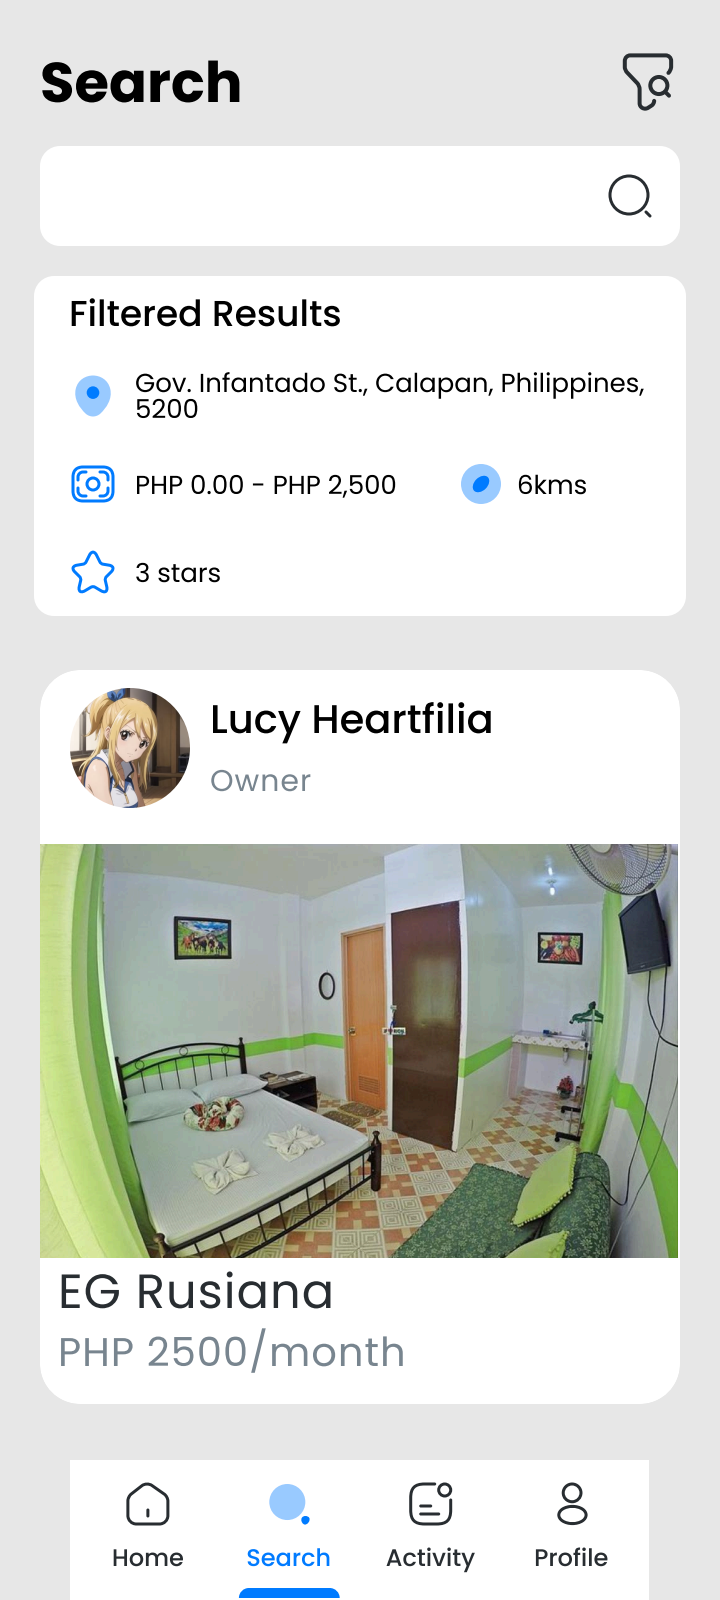 Search
Filtered Results
Gov. Infantado St., Calapan, Philippines,
5200
PHP 0.00 - PHP 2,500
6kms
3 stars
Lucy Heartfilia
Owner
EG Rusiana
PHP 2500/month
Home
Search
Activity
Profile